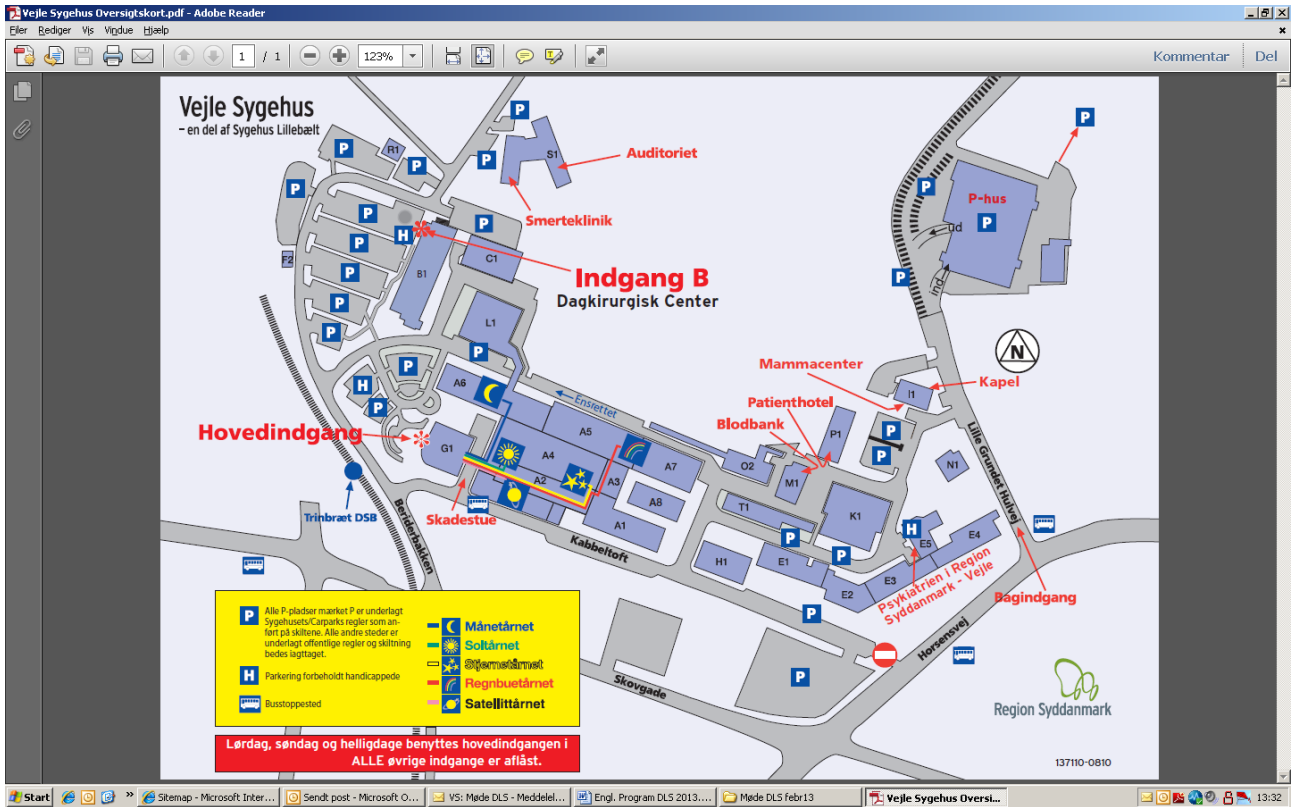 Vejle Sygehus Oversigtskort.pdf - Adobe Reader
Filer Rediger Vis Vindue Hjælp
1 / 1 123% Kommentar Del
Vejle Sygehus
– en del af Sygehus Lillebælt
P
P
P
P
R1
P
P
S1
Auditoriet
Smerteklinik
P
P
P
H
P
P
P
P
F2
B1
C1
Indgang B
Dagkirurgisk Center
P
P
P-hus
P
ud
ind
P
N
L1
P
P
H
P
A6
Ensrettet
Mammacenter
Kapel
I1
Patienthotel
Blodbank
P1
P
P
Hovedindgang
G1
A5
A4
A2
A3
A7
A8
A1
O2
M1
N1
T1
K1
Lille Grundet Hulvej
Trinbræt DSB
Beriderbakken
Skadestue
Kabbeltoft
P
P
H
E5
E4
H1
E1
E2
E3
Psykiatrien i Region
Syddanmark - Vejle
Bagindgang
P
P
Horsensvej
Skovgade
P
Alle P-pladser mærket P er underlagt
Sygehusets/Carparks regler som an-
ført på skiltene. Alle andre steder er
underlagt offentlige regler og skiltning
bedes iagttaget.
H
Parkering forbeholdt handicappede
Busstoppested
Månetårnet
Soltårnet
Stjernetårnet
Regnbuetårnet
Satellittårnet
Lørdag, søndag og helligdage benyttes hovedindgangen i
ALLE øvrige indgange er aflåst.
Region Syddanmark
137110-0810
Start » Sitemap - Microsoft Inter... Sendt post - Microsoft O... VS: Møde DLS - Meddelel... Engl. Program DLS 2013.... Møde DLS febr13 Vejle Sygehus Oversi... 13:32